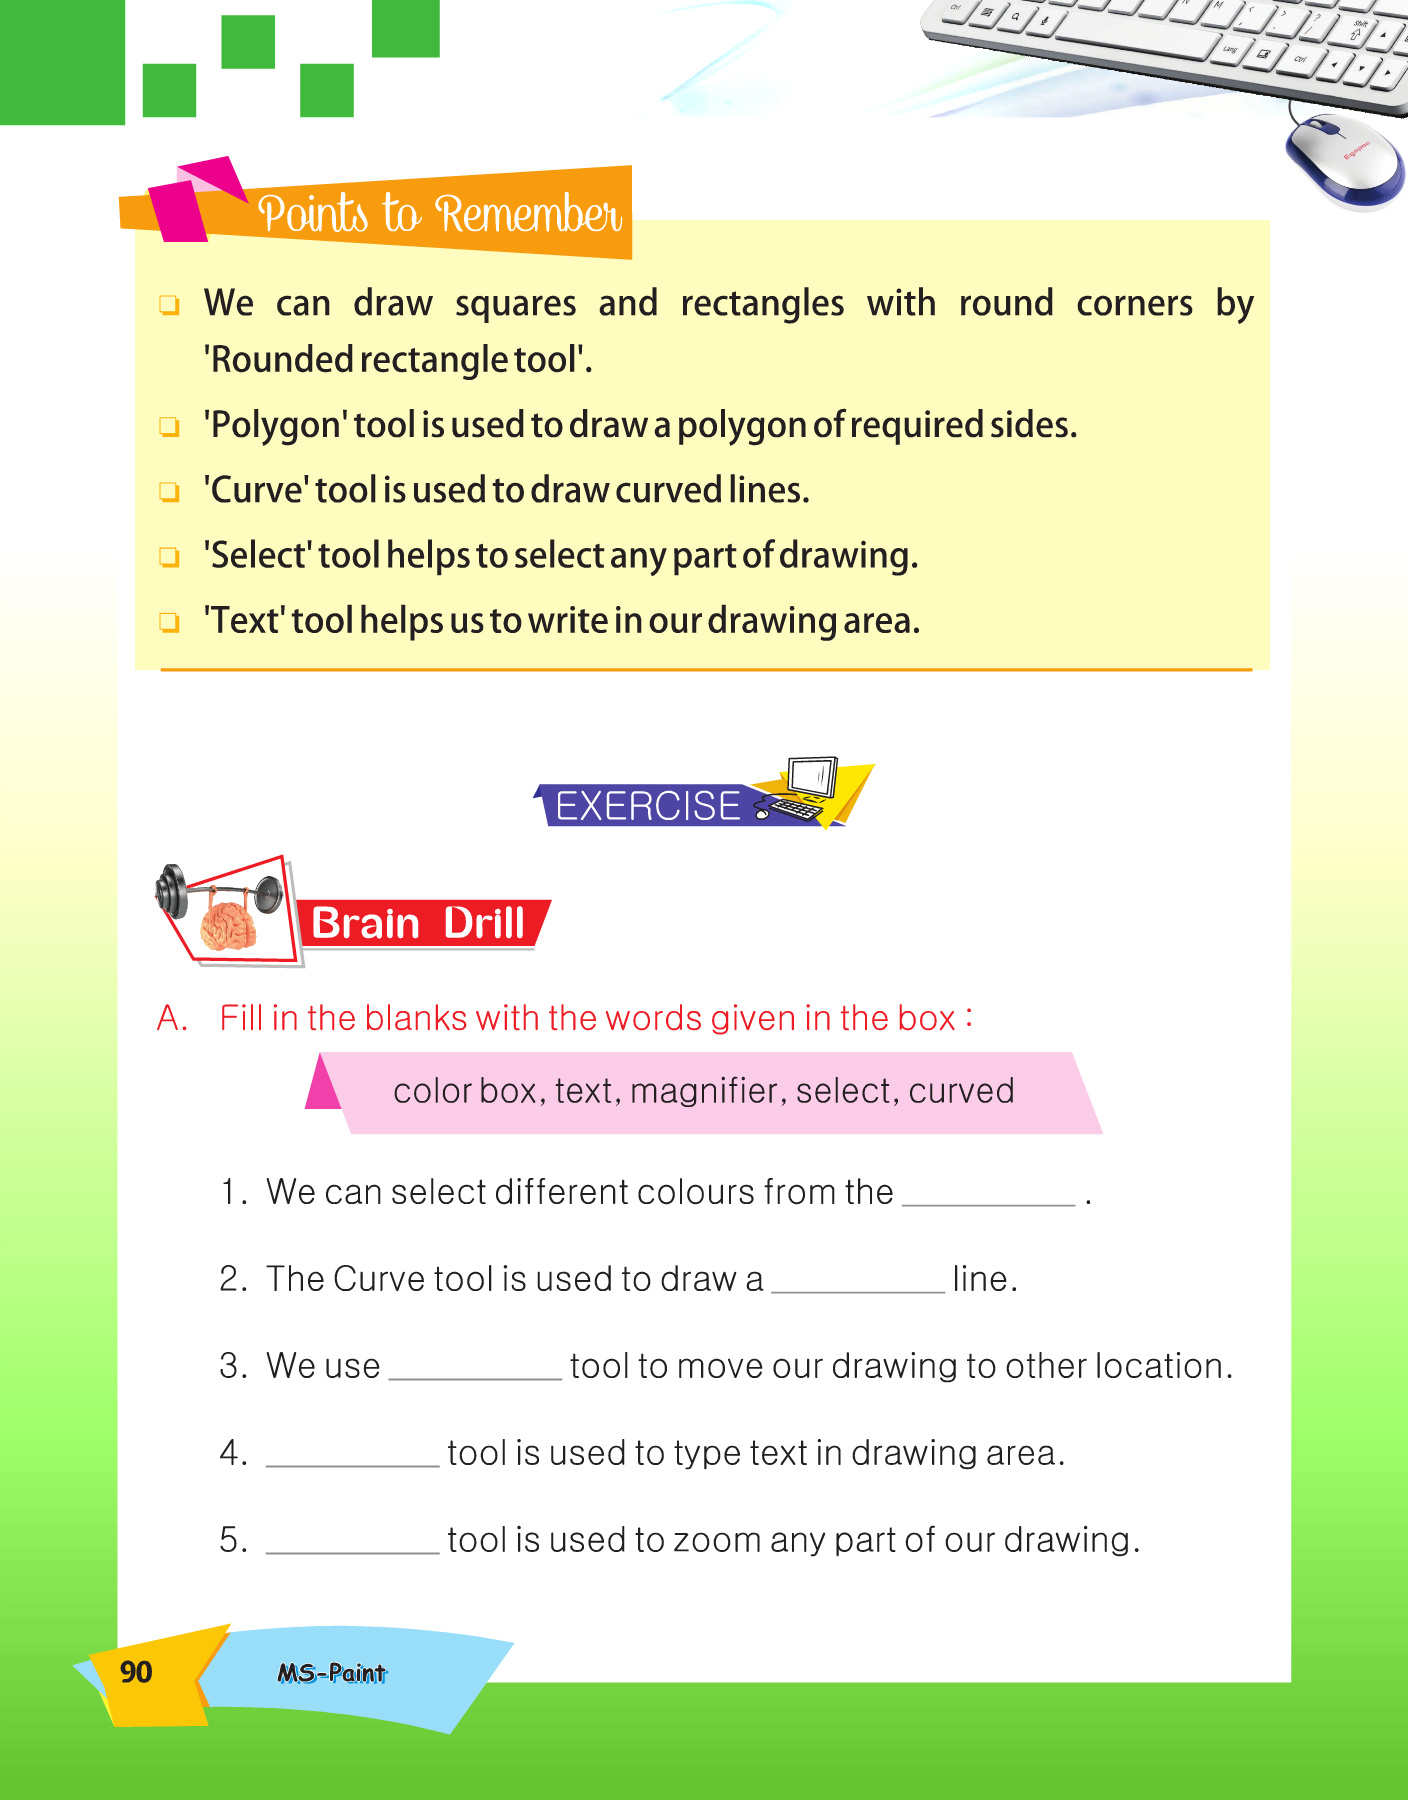 Points to Remember
❏ We can draw squares and rectangles with round corners by
'Rounded rectangle tool'.
❏ 'Polygon' tool is used to draw a polygon of required sides.
❏ 'Curve' tool is used to draw curved lines.
❏ 'Select' tool helps to select any part of drawing.
❏ 'Text' tool helps us to write in our drawing area.
EXERCISE
Brain Drill
A. Fill in the blanks with the words given in the box :
color box, text, magnifier, select, curved
1. We can select different colours from the __________ .
2. The Curve tool is used to draw a __________ line.
3. We use __________ tool to move our drawing to other location.
4. __________ tool is used to type text in drawing area.
5. __________ tool is used to zoom any part of our drawing.
90 MS-Paint